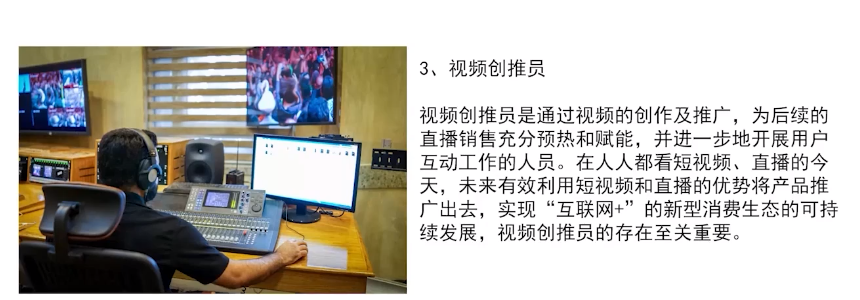 3、视频创推员
视频创推员是通过视频的创作及推广，为后续的
直播销售充分预热和赋能，并进一步地开展用户
互动工作的人员。在人人都看短视频、直播的今
天，未来有效利用短视频和直播的优势将产品推
广出去，实现“互联网+”的新型消费生态的可持
续发展，视频创推员的存在至关重要。